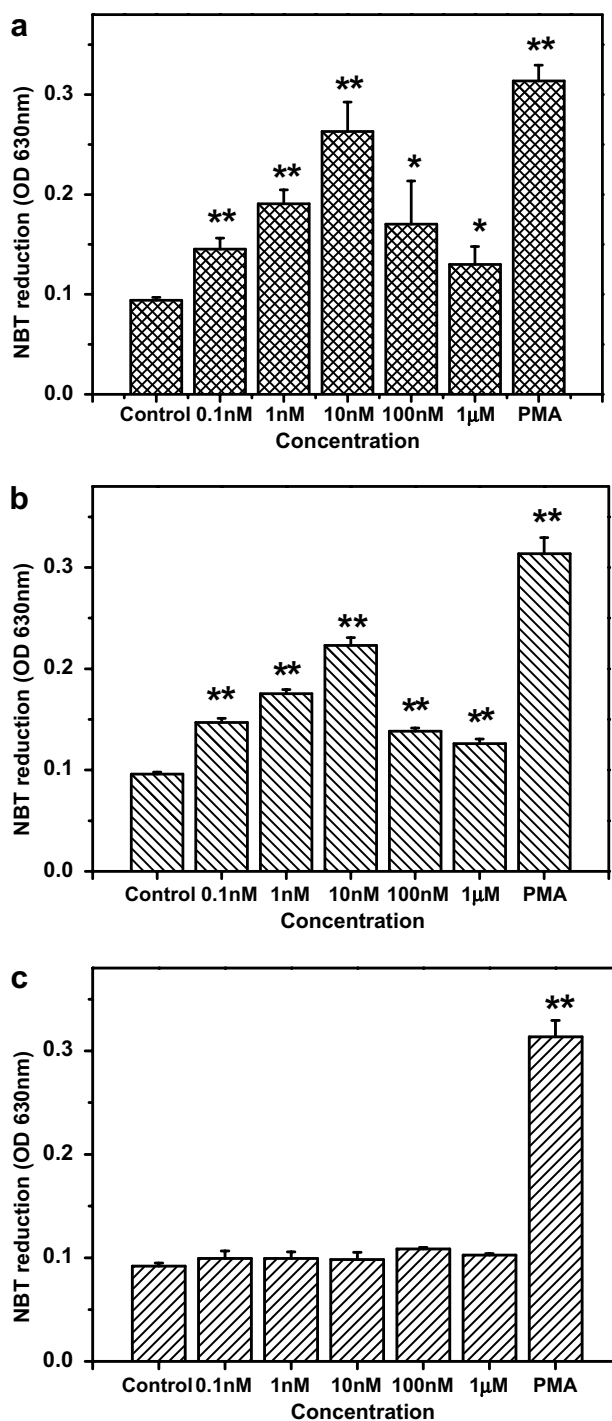 a
NBT reduction (OD 630nm)
0.3
0.2
0.1
0.0
**
**
**
*
*
**
Control 0.1nM 1nM 10nM 100nM 1μM PMA
Concentration
b
NBT reduction (OD 630nm)
0.3
0.2
0.1
0.0
**
**
**
**
**
**
Control 0.1nM 1nM 10nM 100nM 1μM PMA
Concentration
c
NBT reduction (OD 630nm)
0.3
0.2
0.1
0.0
**
Control 0.1nM 1nM 10nM 100nM 1μM PMA
Concentration